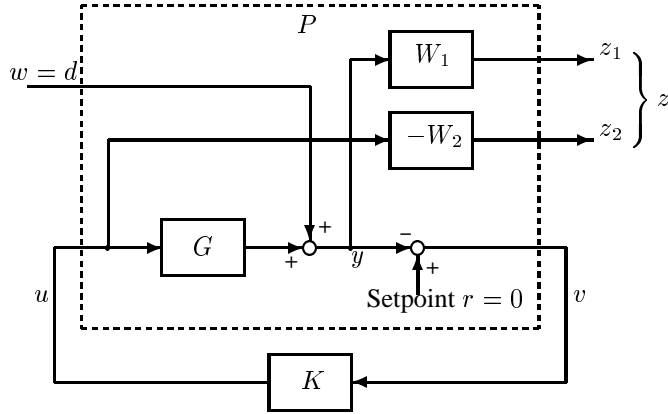 P
W₁
z₁
w = d
z
−W₂
z₂
+
G
+
y
−
+
u
Setpoint r = 0
v
K